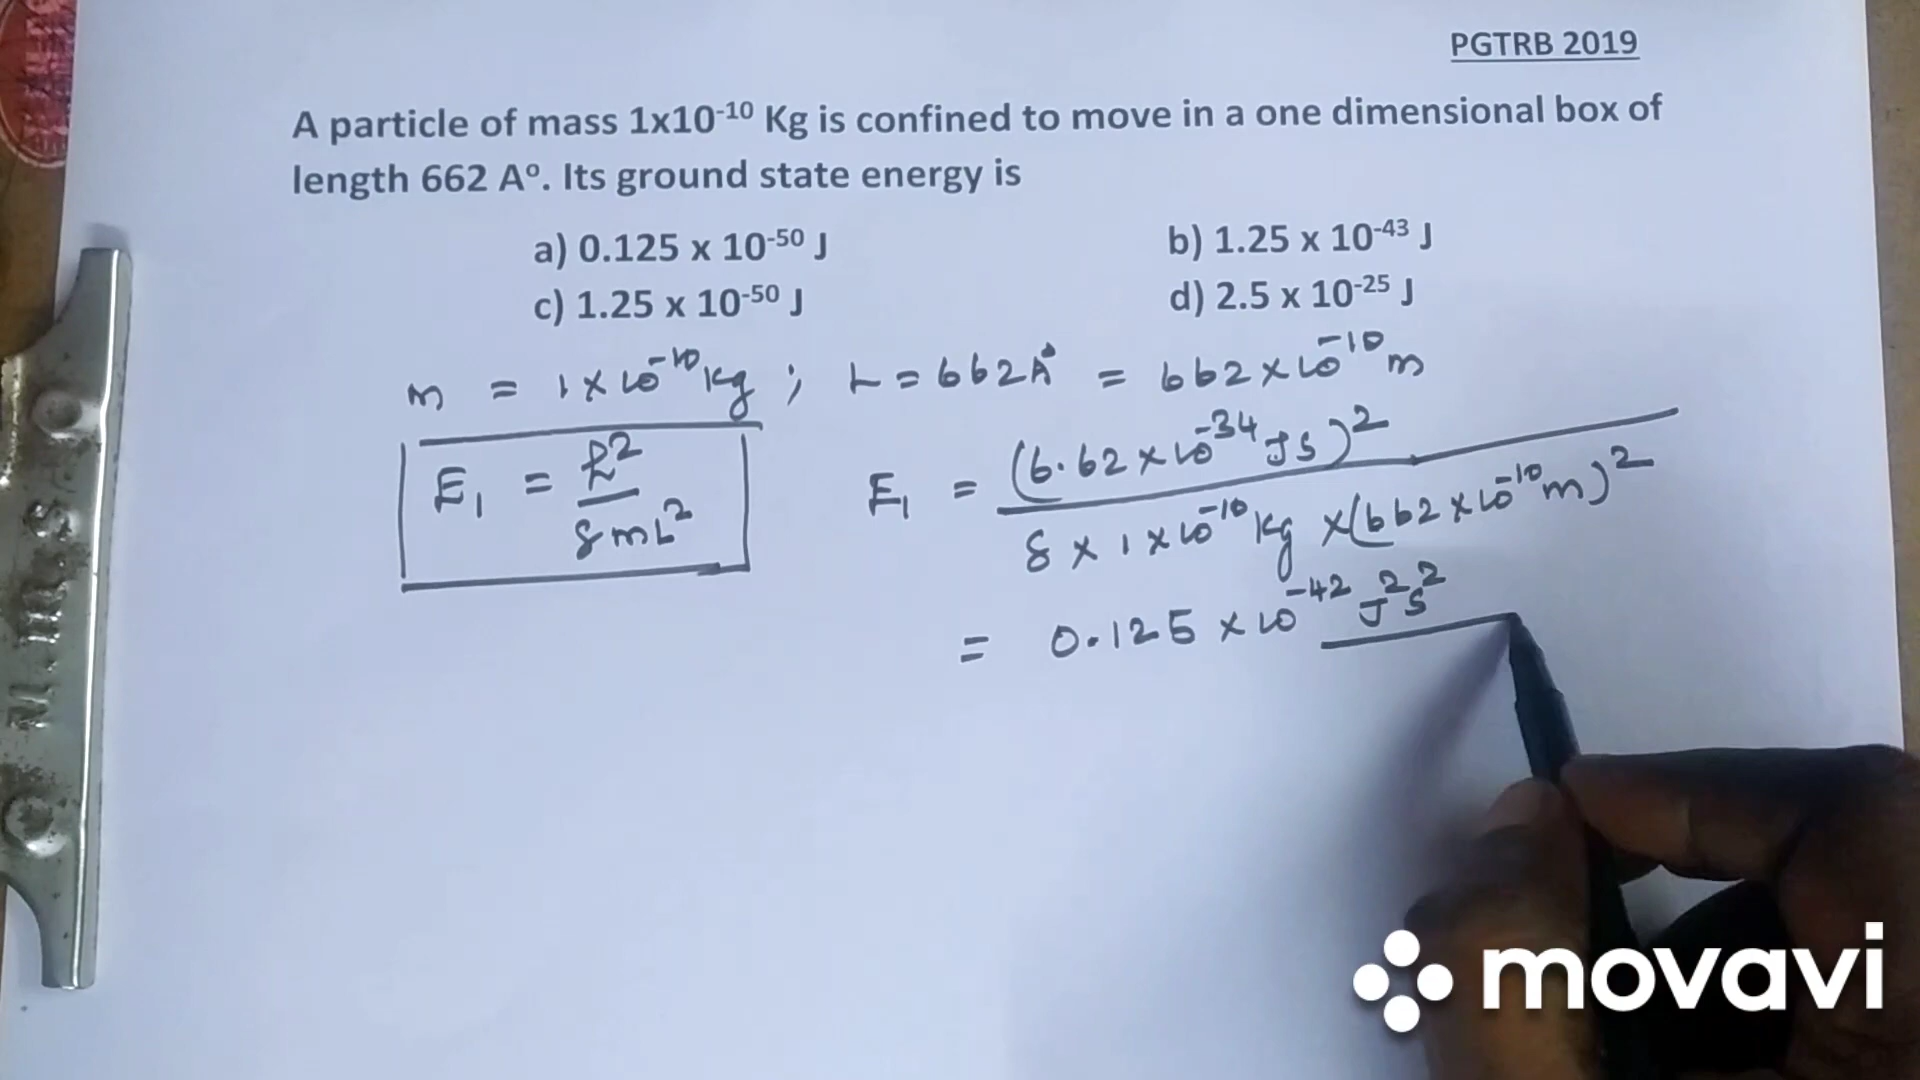 PGTRB 2019
A particle of mass 1x10⁻¹⁰ Kg is confined to move in a one dimensional box of
length 662 Aᵒ. Its ground state energy is
a) 0.125 x 10⁻⁵⁰ J
b) 1.25 x 10⁻⁴³ J
c) 1.25 x 10⁻⁵⁰ J
d) 2.5 x 10⁻²⁵ J
m = 1 × 10⁻¹⁰ Kg ; L = 662 A° = 662 × 10⁻¹⁰ m
E₁ = h² / 8mL²
E₁ = (6.62 × 10⁻³⁴ JS)² / 8 × 1 × 10⁻¹⁰ Kg × (662 × 10⁻¹⁰ m)²
= 0.125 × 10⁻⁴² J²S²
movavi